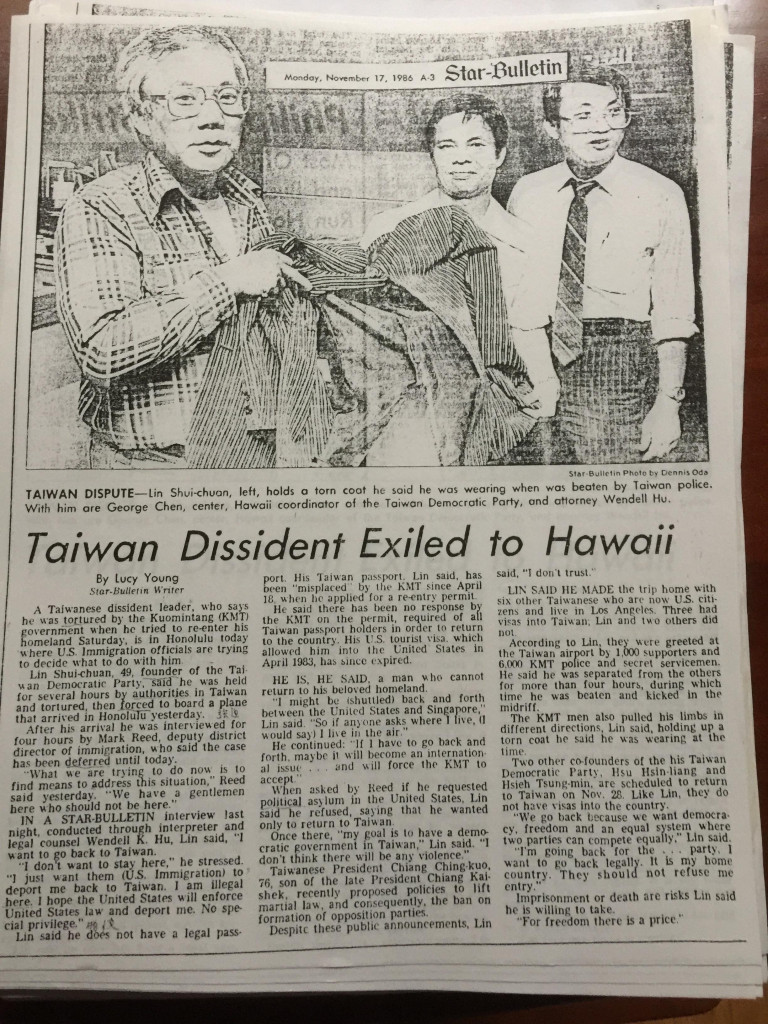 Monday, November 17, 1986 A-3 Star-Bulletin
Star-Bulletin Photo by Dennis Oda
TAIWAN DISPUTE—Lin Shui-chuan, left, holds a torn coat he said he was wearing when was beaten by Taiwan police.
With him are George Chen, center, Hawaii coordinator of the Taiwan Democratic Party, and attorney Wendell Hu.
Taiwan Dissident Exiled to Hawaii
By Lucy Young
Star-Bulletin Writer
A Taiwanese dissident leader, who says
he was tortured by the Kuomintang (KMT)
government when he tried to re-enter his
homeland Saturday, is in Honolulu today
where U.S. Immigration officials are trying
to decide what to do with him.
Lin Shui-chuan, 49, founder of the Tai-
wan Democratic Party, said he was held
for several hours by authorities in Taiwan
and tortured, then forced to board a plane
that arrived in Honolulu yesterday.
After his arrival he was interviewed for
four hours by Mark Reed, deputy district
director of immigration, who said the case
has been deferred until today.
"What we are trying to do now is to
find means to address this situation," Reed
said yesterday. "We have a gentlemen
here who should not be here."
IN A STAR-BULLETIN interview last
night, conducted through interpreter and
legal counsel Wendell K. Hu, Lin said, "I
want to go back to Taiwan.
"I don't want to stay here," he stressed.
"I just want them (U.S. Immigration) to
deport me back to Taiwan. I am illegal
here. I hope the United States will enforce
United States law and deport me. No spe-
cial privilege."
Lin said he does not have a legal pass-
port. His Taiwan passport, Lin said, has
been "misplaced" by the KMT since April
18, when he applied for a re-entry permit.
He said there has been no response by
the KMT on the permit, required of all
Taiwan passport holders in order to return
to the country. His U.S. tourist visa, which
allowed him into the United States in
April 1983, has since expired.
HE IS, HE SAID, a man who cannot
return to his beloved homeland.
"I might be (shuttled) back and forth
between the United States and Singapore,"
Lin said. "So if anyone asks where I live, (I
would say) I live in the air."
He continued: "If I have to go back and
forth, maybe it will become an internation-
al issue . . . and will force the KMT to
accept."
When asked by Reed if he requested
political asylum in the United States, Lin
said he refused, saying that he wanted
only to return to Taiwan.
Once there, "my goal is to have a demo-
cratic government in Taiwan," Lin said. "I
don't think there will be any violence."
Taiwanese President Chiang Ching-kuo,
76, son of the late President Chiang Kai-
shek, recently proposed policies to lift
martial law, and consequently, the ban on
formation of opposition parties.
Despite these public announcements, Lin
said, "I don't trust."
LIN SAID HE MADE the trip home with
six other Taiwanese who are now U.S. citi-
zens and live in Los Angeles. Three had
visas into Taiwan; Lin and two others did
not.
According to Lin, they were greeted at
the Taiwan airport by 1,000 supporters and
6,000 KMT police and secret servicemen.
He said he was separated from the others
for more than four hours, during which
time he was beaten and kicked in the
midriff.
The KMT men also pulled his limbs in
different directions, Lin said, holding up a
torn coat he said he was wearing at the
time.
Two other co-founders of the his Taiwan
Democratic Party, Hsu Hsin-liang and
Hsieh Tsung-min, are scheduled to return
to Taiwan on Nov. 28. Like Lin, they do
not have visas into the country.
"We go back because we want democra-
cy, freedom and an equal system where
two parties can compete equally," Lin said.
"I'm going back for the . . . party. I
want to go back legally. It is my home
country. They should not refuse me
entry."
Imprisonment or death are risks Lin said
he is willing to take.
"For freedom there is a price."